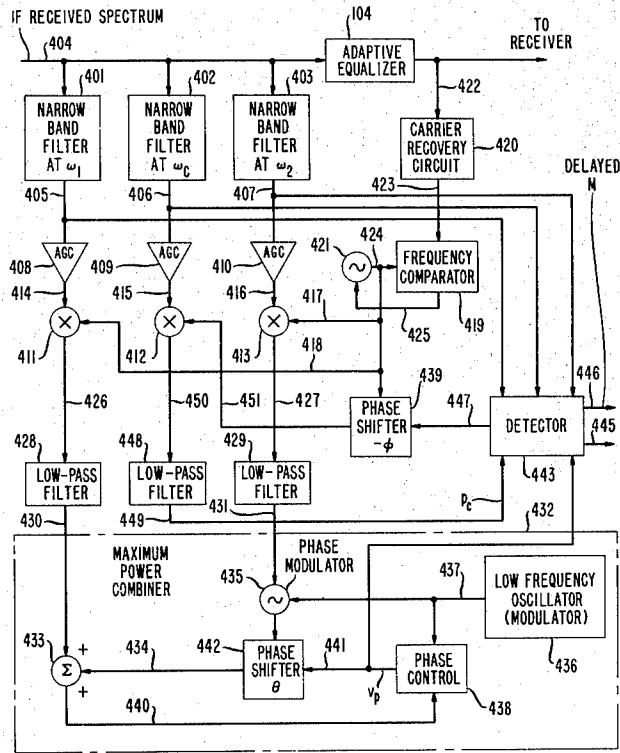 IF RECEIVED SPECTRUM
404
104
ADAPTIVE
EQUALIZER
TO
RECEIVER
401
402
403
422
NARROW
BAND
FILTER
AT ω1
NARROW
BAND
FILTER
AT ωC
NARROW
BAND
FILTER
AT ω2
CARRIER
RECOVERY
CIRCUIT
420
DELAYED
M
405
406
407
423
AGC
AGC
AGC
408
409
410
421
424
FREQUENCY
COMPARATOR
419
414
415
416
417
425
411
412
413
418
446
426
450
451
427
439
PHASE
SHIFTER
-ϕ
447
DETECTOR
443
445
428
448
429
LOW-PASS
FILTER
LOW-PASS
FILTER
LOW-PASS
FILTER
430
449
431
Pc
432
MAXIMUM
POWER
COMBINER
PHASE
MODULATOR
435
437
LOW FREQUENCY
OSCILLATOR
(MODULATOR)
436
433
Σ
+
+
434
442
PHASE
SHIFTER
θ
441
Vp
PHASE
CONTROL
438
440